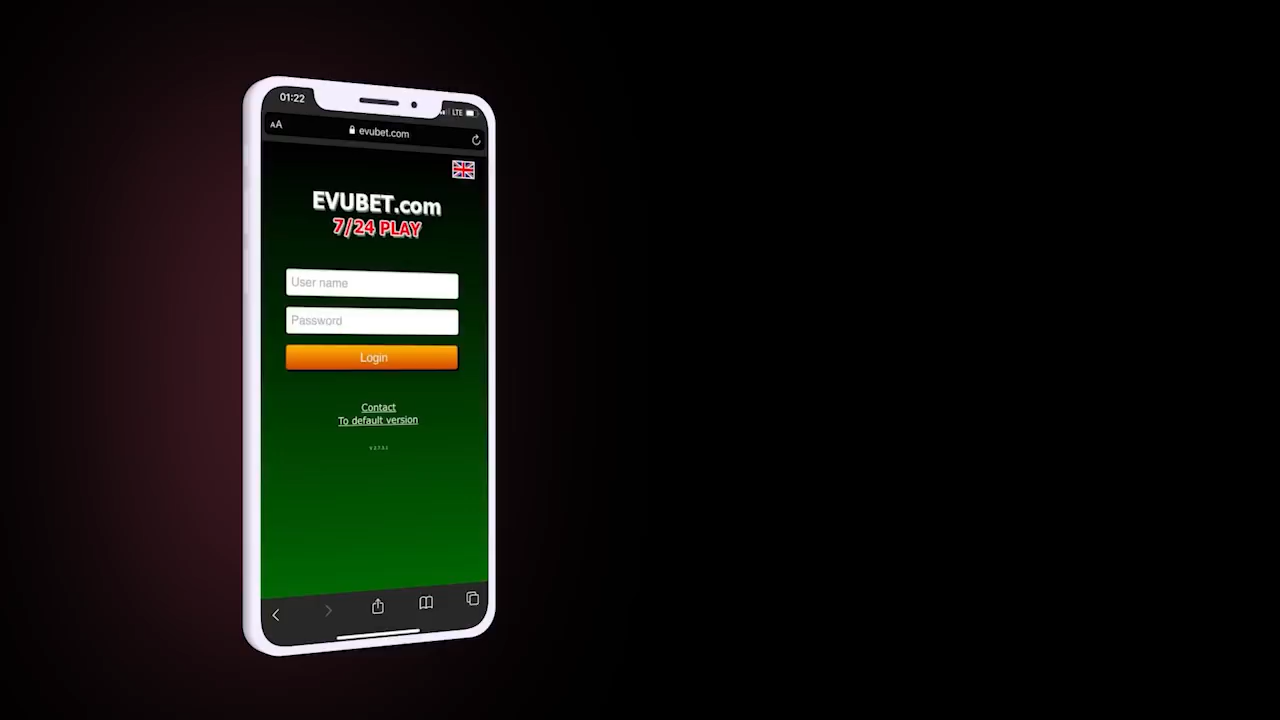 01:22
LTE
AA
evubet.com
EVUBET.com
7/24 PLAY
User name
Password
Login
Contact
To default version